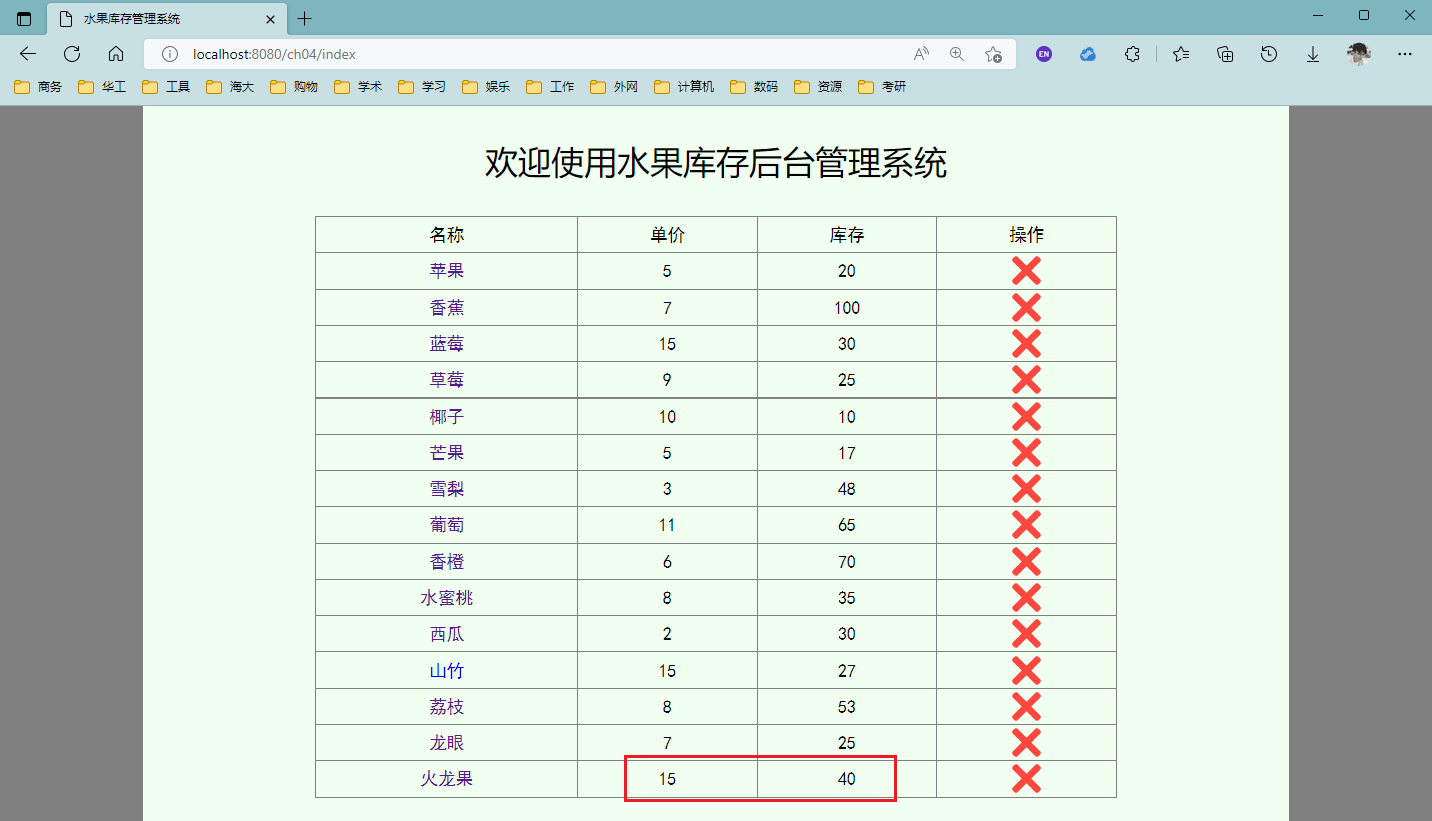 水果库存管理系统
localhost:8080/ch04/index
EN
商务 华工 工具 海大 购物 学术 学习 娱乐 工作 外网 计算机 数码 资源 考研
欢迎使用水果库存后台管理系统
名称 单价 库存 操作
苹果 5 20
香蕉 7 100
蓝莓 15 30
草莓 9 25
椰子 10 10
芒果 5 17
雪梨 3 48
葡萄 11 65
香橙 6 70
水蜜桃 8 35
西瓜 2 30
山竹 15 27
荔枝 8 53
龙眼 7 25
火龙果 15 40